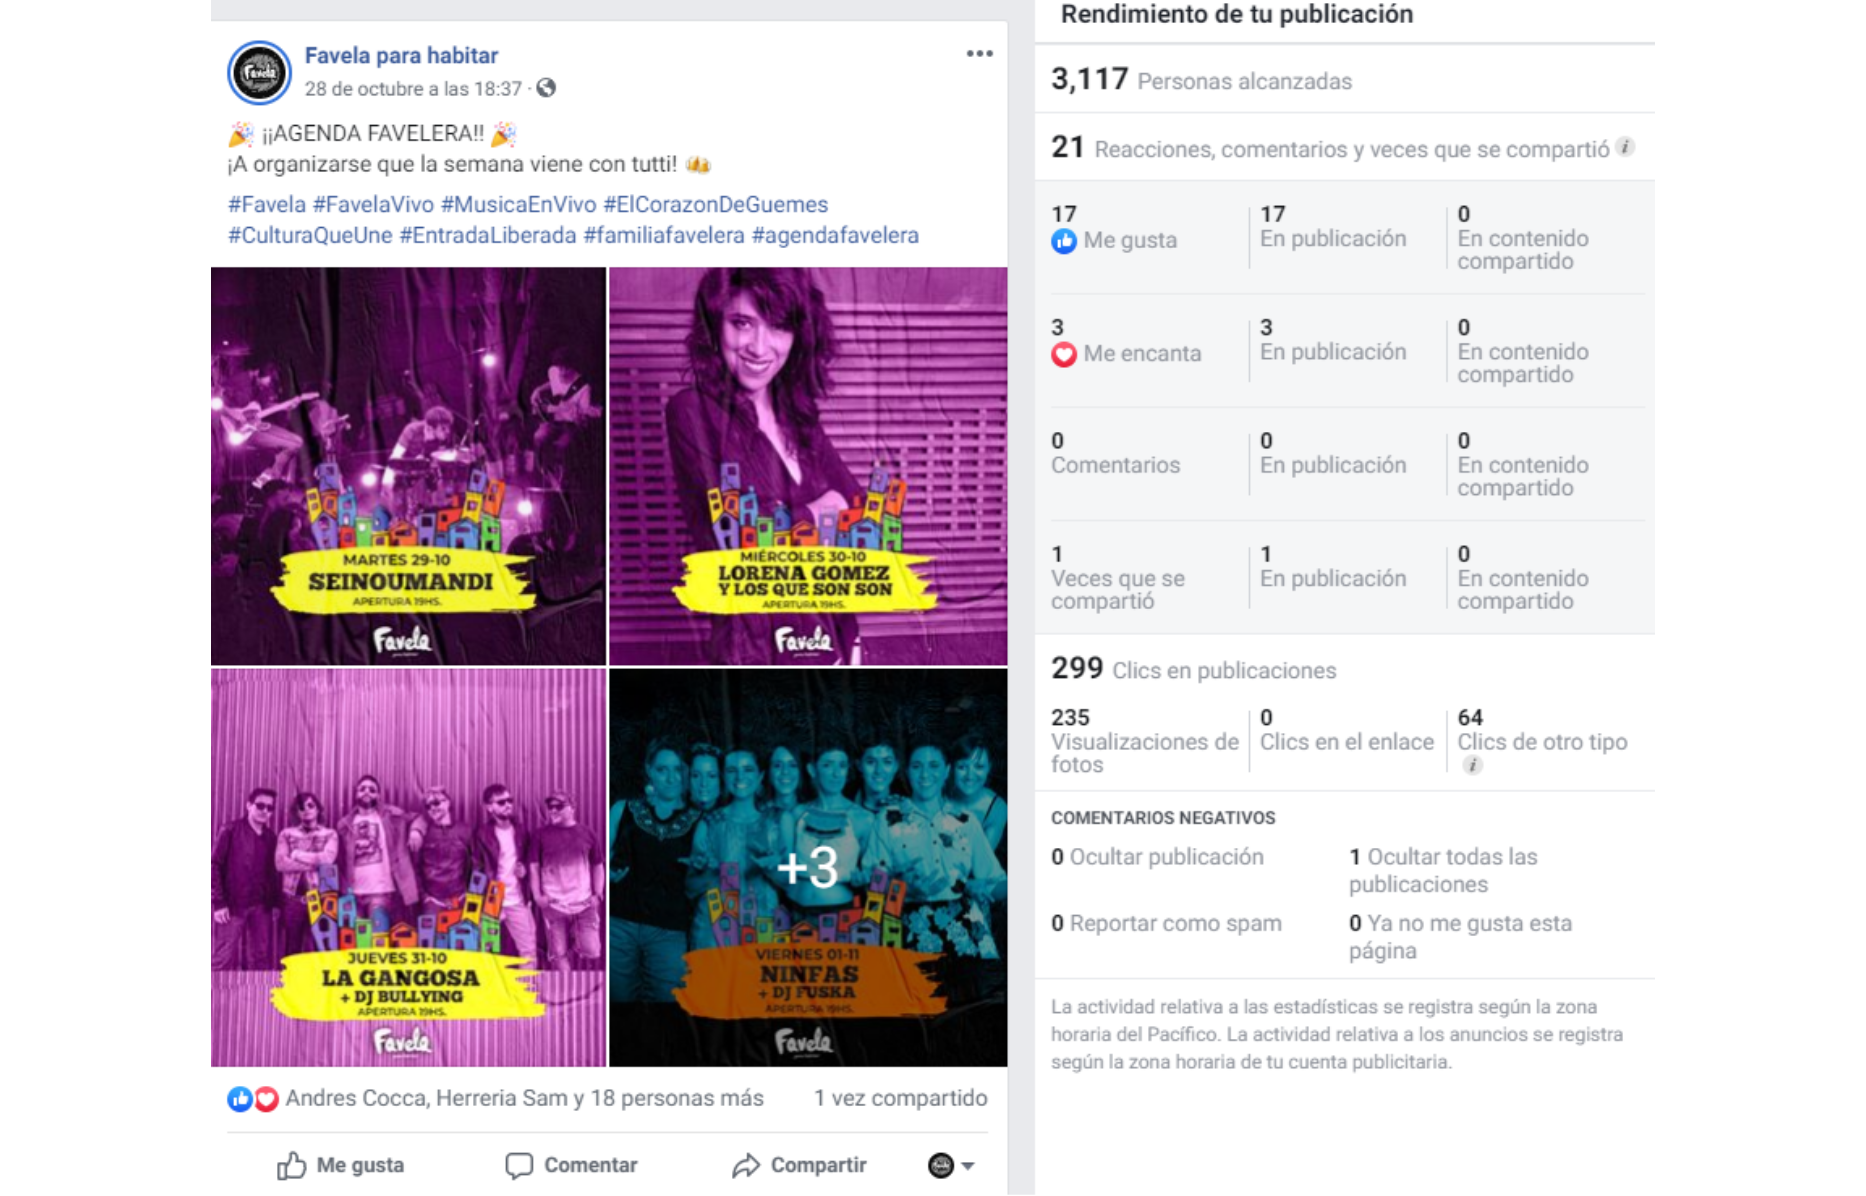 Favela para habitar
28 de octubre a las 18:37 ·
¡¡AGENDA FAVELERA!!
¡A organizarse que la semana viene con tutti!
#Favela #FavelaVivo #MusicaEnVivo #ElCorazonDeGuemes
#CulturaQueUne #EntradaLiberada #familiafavelera #agendafavelera
MARTES 29-10
SEINOUMANDI
APERTURA 19HS.
Favela
MIÉRCOLES 30-10
LORENA GOMEZ
Y LOS QUE SON SON
APERTURA 19HS.
Favela
JUEVES 31-10
LA GANGOSA
+ DJ BULLYING
APERTURA 19HS.
Favela
+3
VIERNES 01-11
NINFAS
+ DJ FUSKA
APERTURA 19HS.
Favela
Andres Cocca, Herreria Sam y 18 personas más
1 vez compartido
Me gusta
Comentar
Compartir
Rendimiento de tu publicación
3,117 Personas alcanzadas
21 Reacciones, comentarios y veces que se compartió
17
Me gusta
17
En publicación
0
En contenido
compartido
3
Me encanta
3
En publicación
0
En contenido
compartido
0
Comentarios
0
En publicación
0
En contenido
compartido
1
Veces que se
compartió
1
En publicación
0
En contenido
compartido
299 Clics en publicaciones
235
Visualizaciones de
fotos
0
Clics en el enlace
64
Clics de otro tipo
COMENTARIOS NEGATIVOS
0 Ocultar publicación
1 Ocultar todas las
publicaciones
0 Reportar como spam
0 Ya no me gusta esta
página
La actividad relativa a las estadísticas se registra según la zona
horaria del Pacífico. La actividad relativa a los anuncios se registra
según la zona horaria de tu cuenta publicitaria.